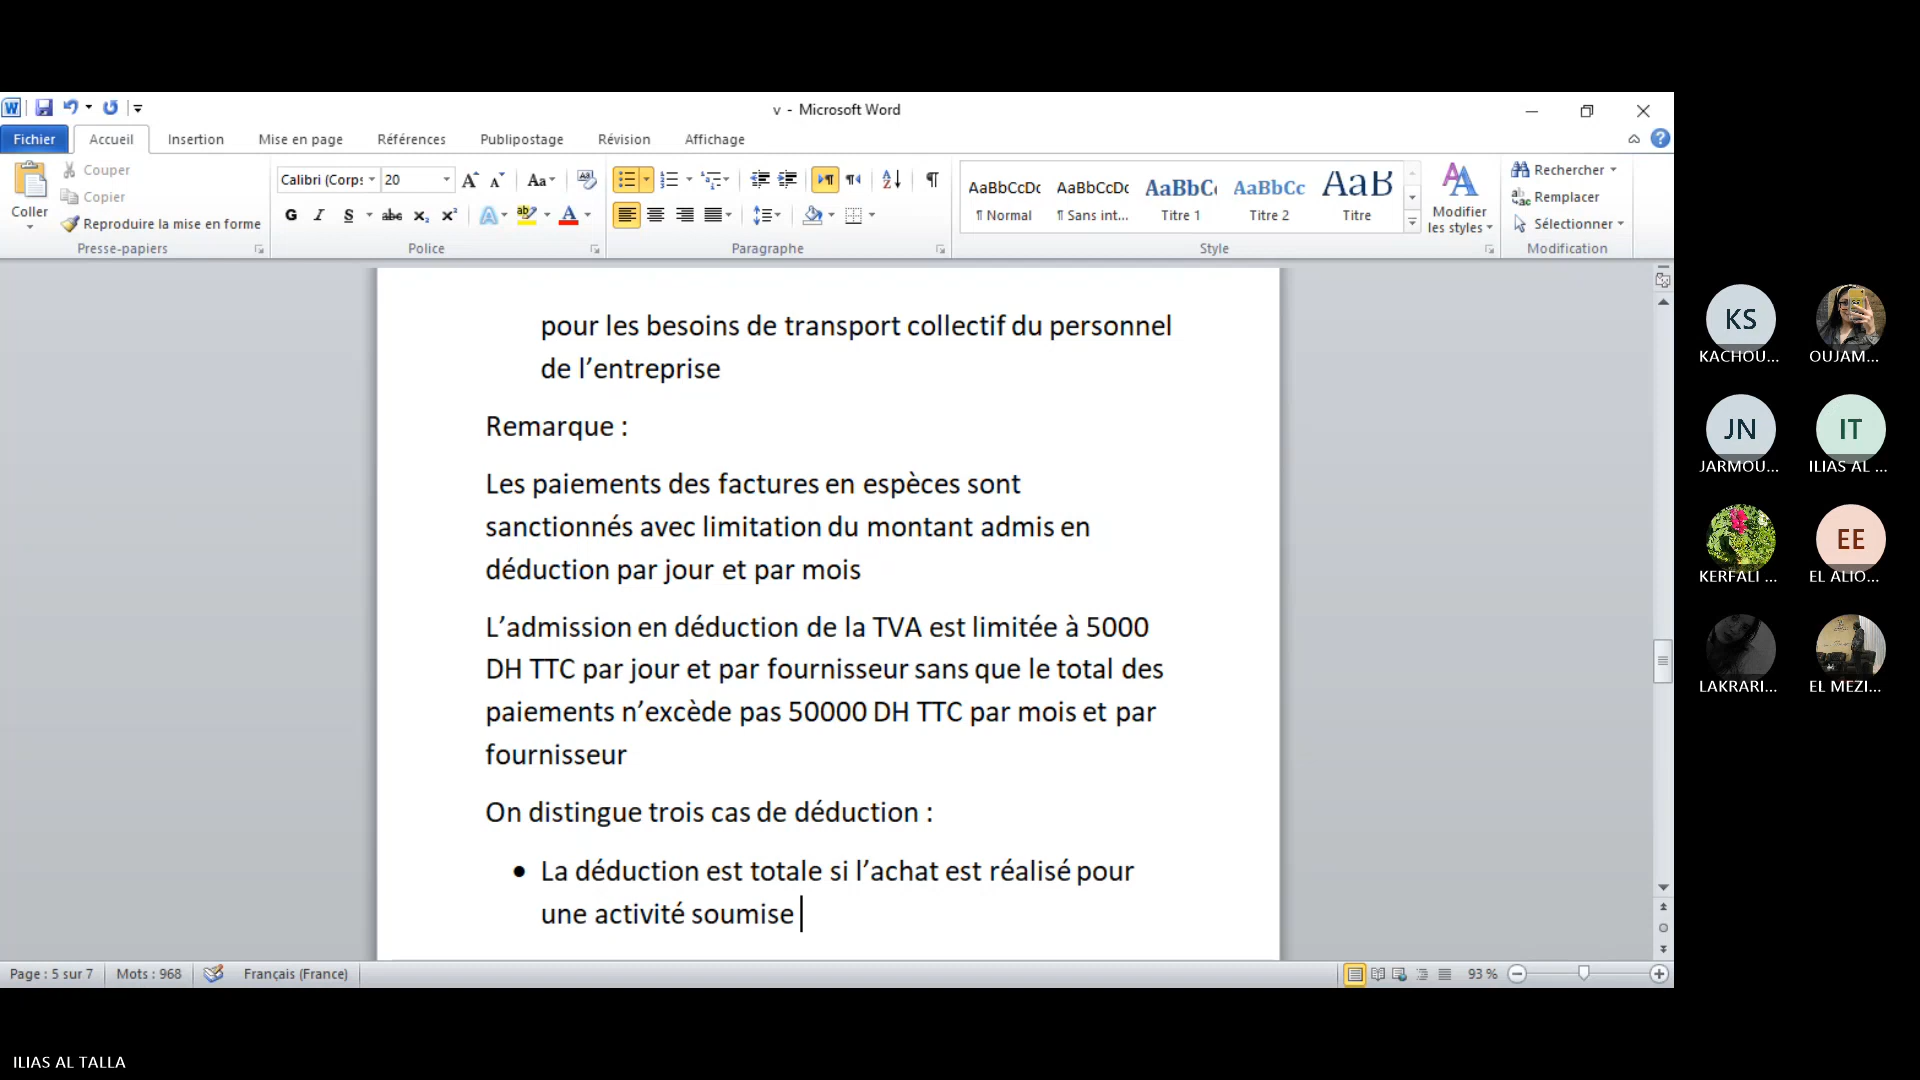 v - Microsoft Word
Fichier Accueil Insertion Mise en page Références Publipostage Révision Affichage
Coller
Couper
Copier
Reproduire la mise en forme
Presse-papiers
Calibri (Corps 20
Police
Paragraphe
AaBbCcDc AaBbCcDc AaBbC AaBbCc AaB
¶ Normal ¶ Sans int... Titre 1 Titre 2 Titre
Modifier
les styles
Style
Rechercher
Remplacer
Sélectionner
Modification
pour les besoins de transport collectif du personnel
de l’entreprise
Remarque :
Les paiements des factures en espèces sont
sanctionnés avec limitation du montant admis en
déduction par jour et par mois
L’admission en déduction de la TVA est limitée à 5000
DH TTC par jour et par fournisseur sans que le total des
paiements n’excède pas 50000 DH TTC par mois et par
fournisseur
On distingue trois cas de déduction :
• La déduction est totale si l’achat est réalisé pour
une activité soumise
Page : 5 sur 7 Mots : 968 Français (France) 93 %
KS
KACHOU...
OUJAM...
JN
JARMOU...
IT
ILIAS AL ...
KERFALI ...
EE
EL ALIO...
LAKRARI...
EL MEZI...
ILIAS AL TALLA